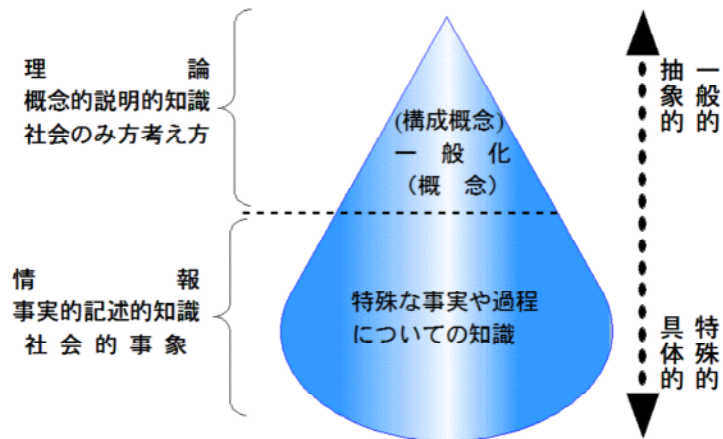 理論
概念的説明的知識
社会のみ方考え方
(構成概念)
一般化
(概念)
情報
事実的記述的知識
社会的事象
特殊な事実や過程
についての知識
一般的
抽象的
特殊的
具体的